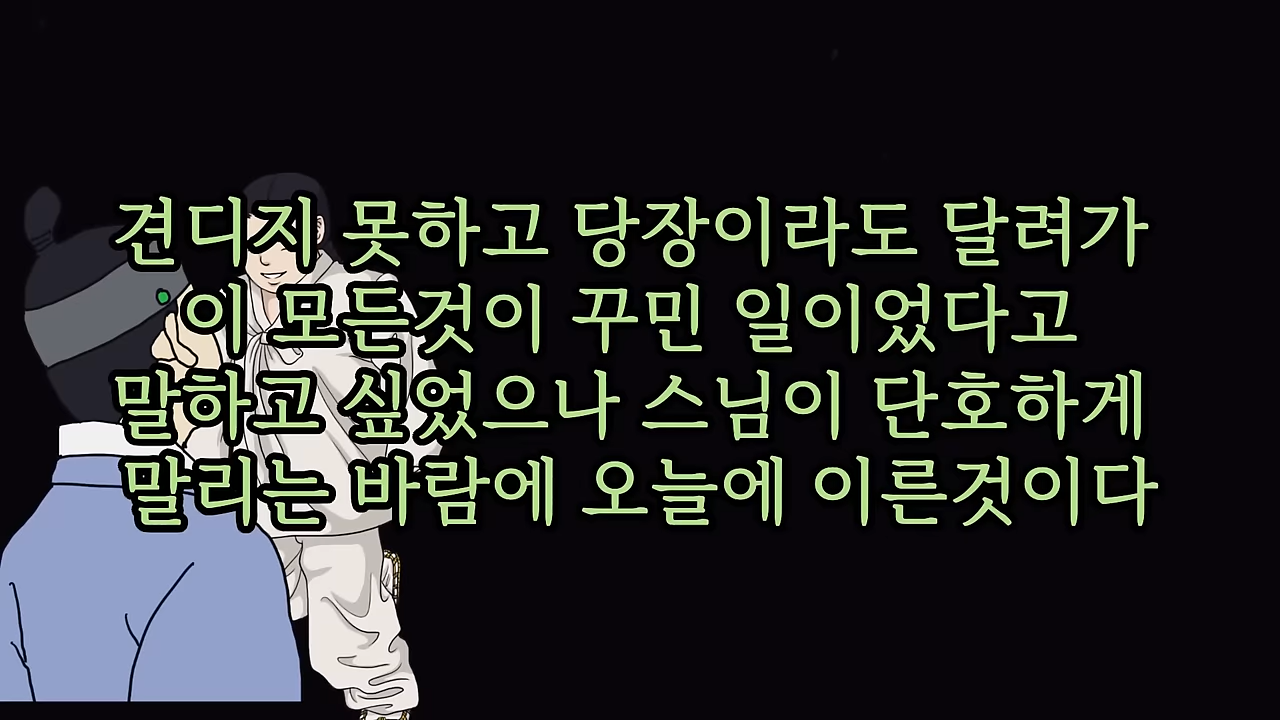 견디지 못하고 당장이라도 달려가
이 모든것이 꾸민 일이었다고
말하고 싶었으나 스님이 단호하게
말리는 바람에 오늘에 이른것이다